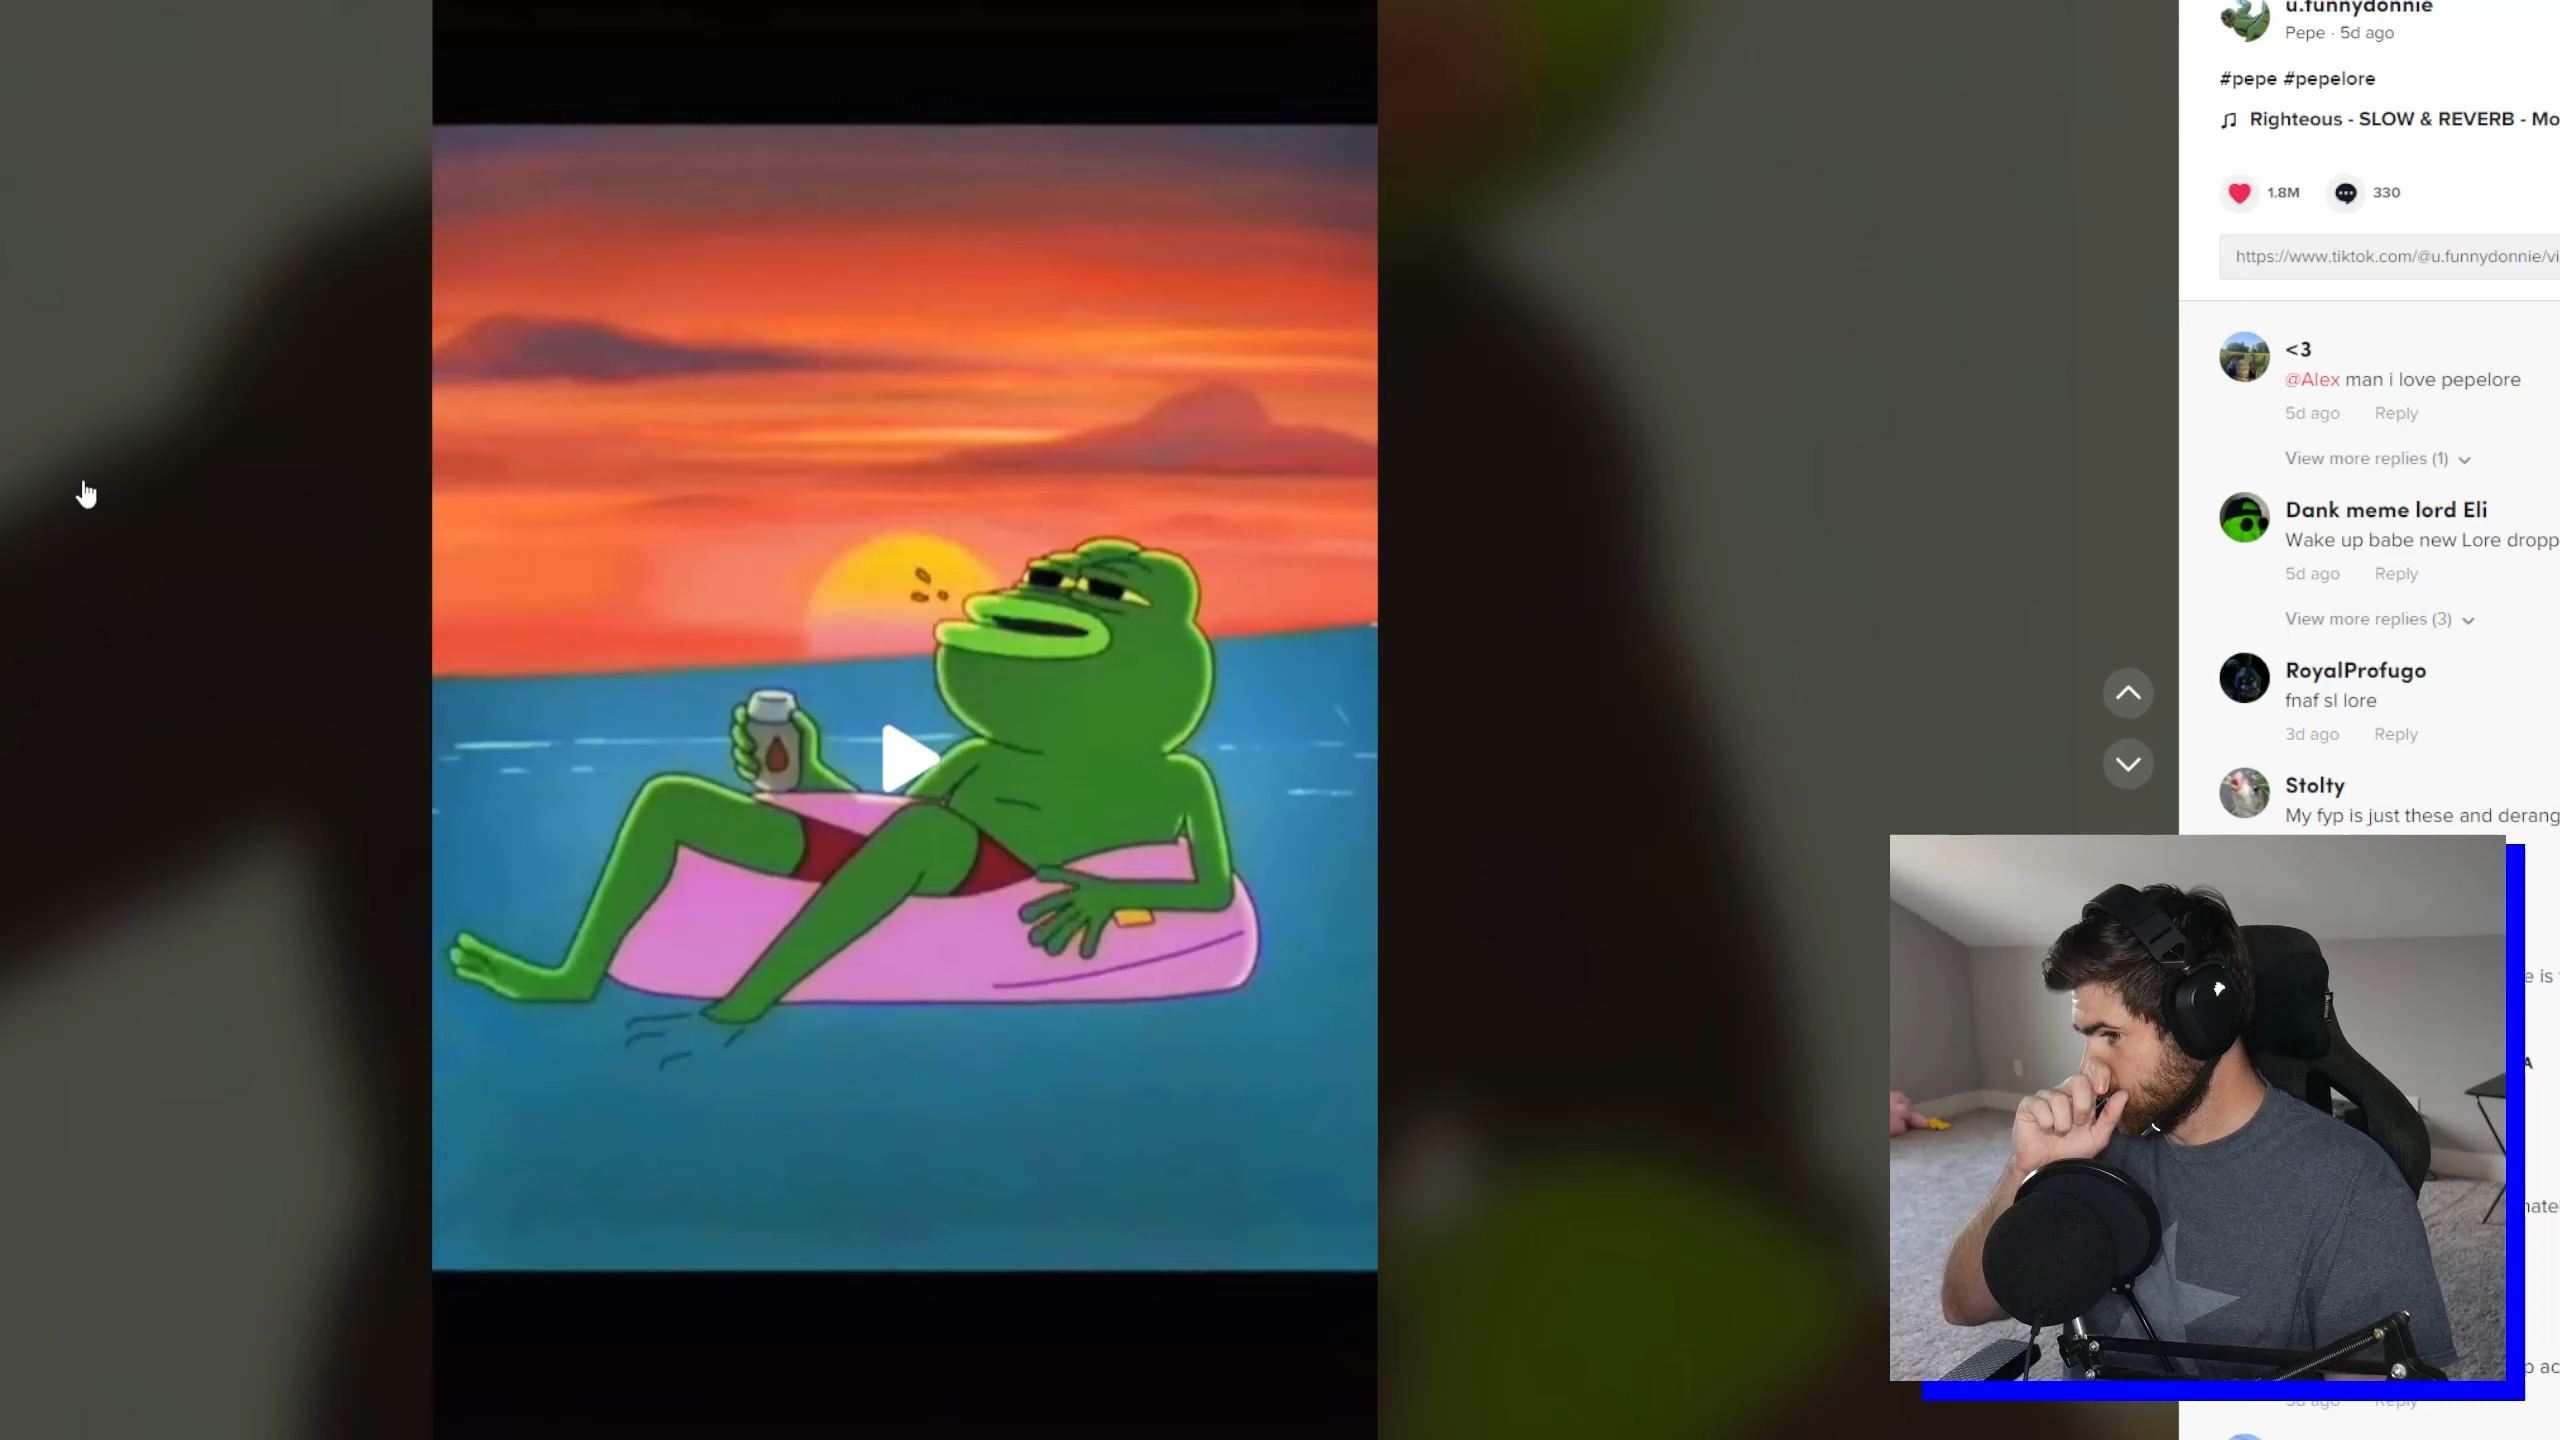 u.funnydonnie
Pepe · 5d ago
#pepe #pepelore
Righteous - SLOW & REVERB - Mo
1.8M
330
https://www.tiktok.com/@u.funnydonnie/vi
<3
@Alex man i love pepelore
5d ago Reply
View more replies (1)
Dank meme lord Eli
Wake up babe new Lore dropp
5d ago Reply
View more replies (3)
RoyalProfugo
fnaf sl lore
3d ago Reply
Stolty
My fyp is just these and derang
e is
A
nate
o ac